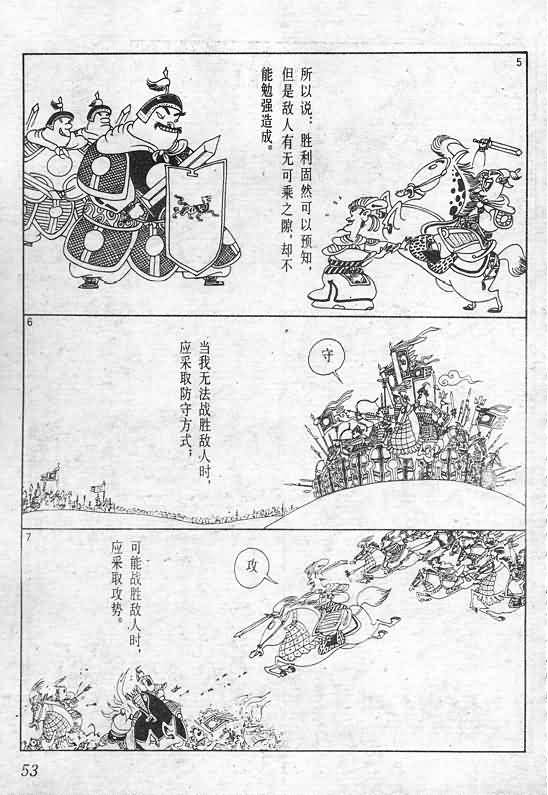 5
所以说：胜利固然可以预知，
但是敌人有无可乘之隙，却不
能勉强造成。
6
当我无法战胜敌人时，
应采取防守方式；
守
7
可能战胜敌人时，
应采取攻势。
攻
53